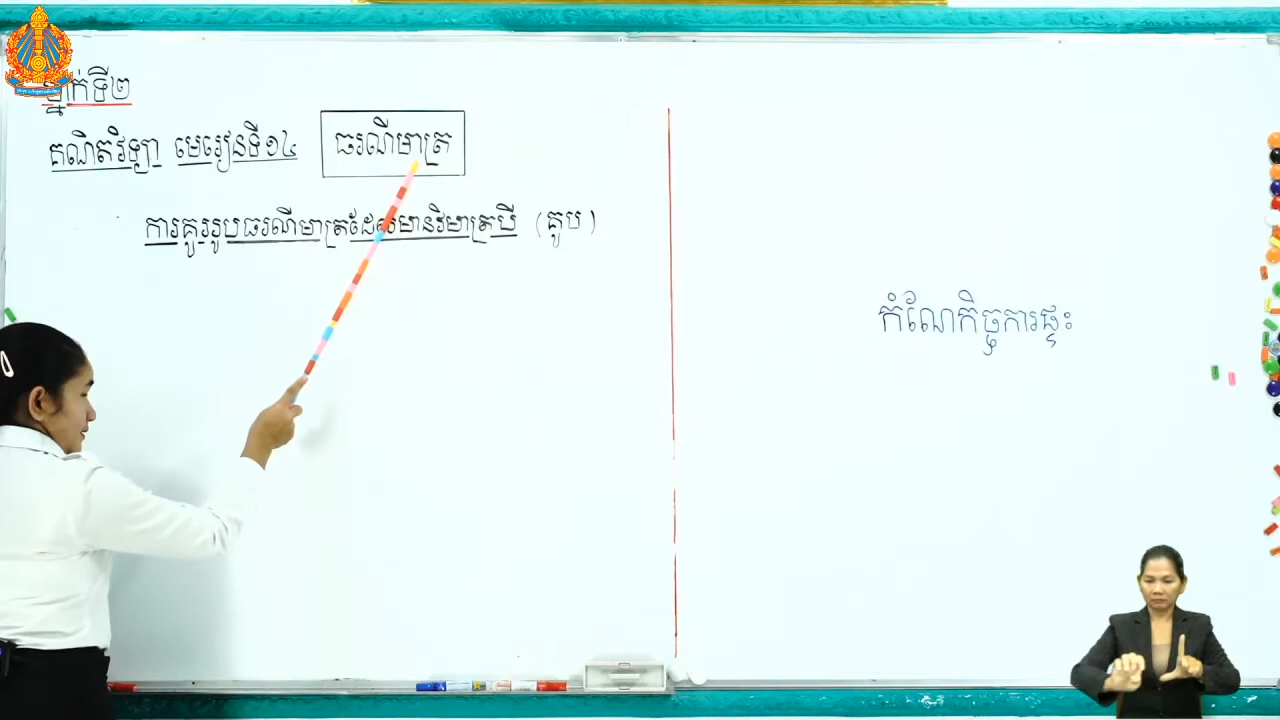 ថ្នាក់ទី២
គណិតវិទ្យា មេរៀនទី១៤ ធរណីមាត្រ
ការគូររូបធរណីមាត្រដែលមានវិមាត្របី (គូប)
កំណែកិច្ចការផ្ទះ